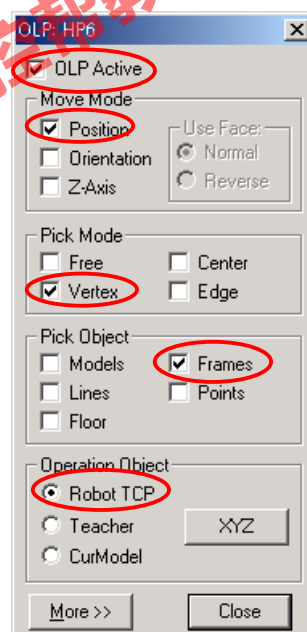 OLP: HP6
OLP Active
Move Mode
Position
Use Face:
Orientation
Normal
Z-Axis
Reverse
Pick Mode
Free Center
Vertex Edge
Pick Object
Models Frames
Lines Points
Floor
Operation Object
Robot TCP
Teacher XYZ
CurModel
More >> Close